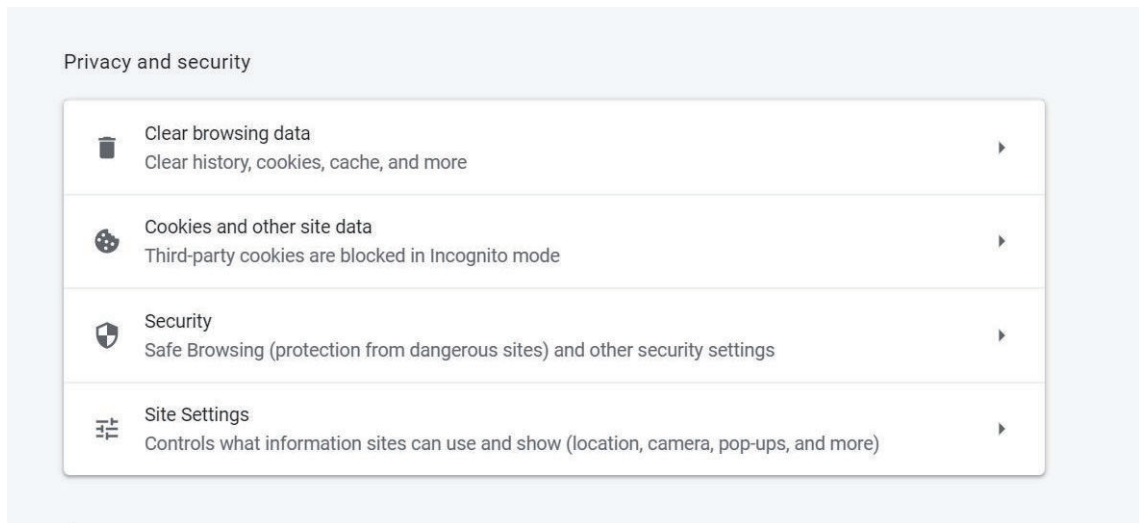 Privacy and security
Clear browsing data
Clear history, cookies, cache, and more
Cookies and other site data
Third-party cookies are blocked in Incognito mode
Security
Safe Browsing (protection from dangerous sites) and other security settings
Site Settings
Controls what information sites can use and show (location, camera, pop-ups, and more)